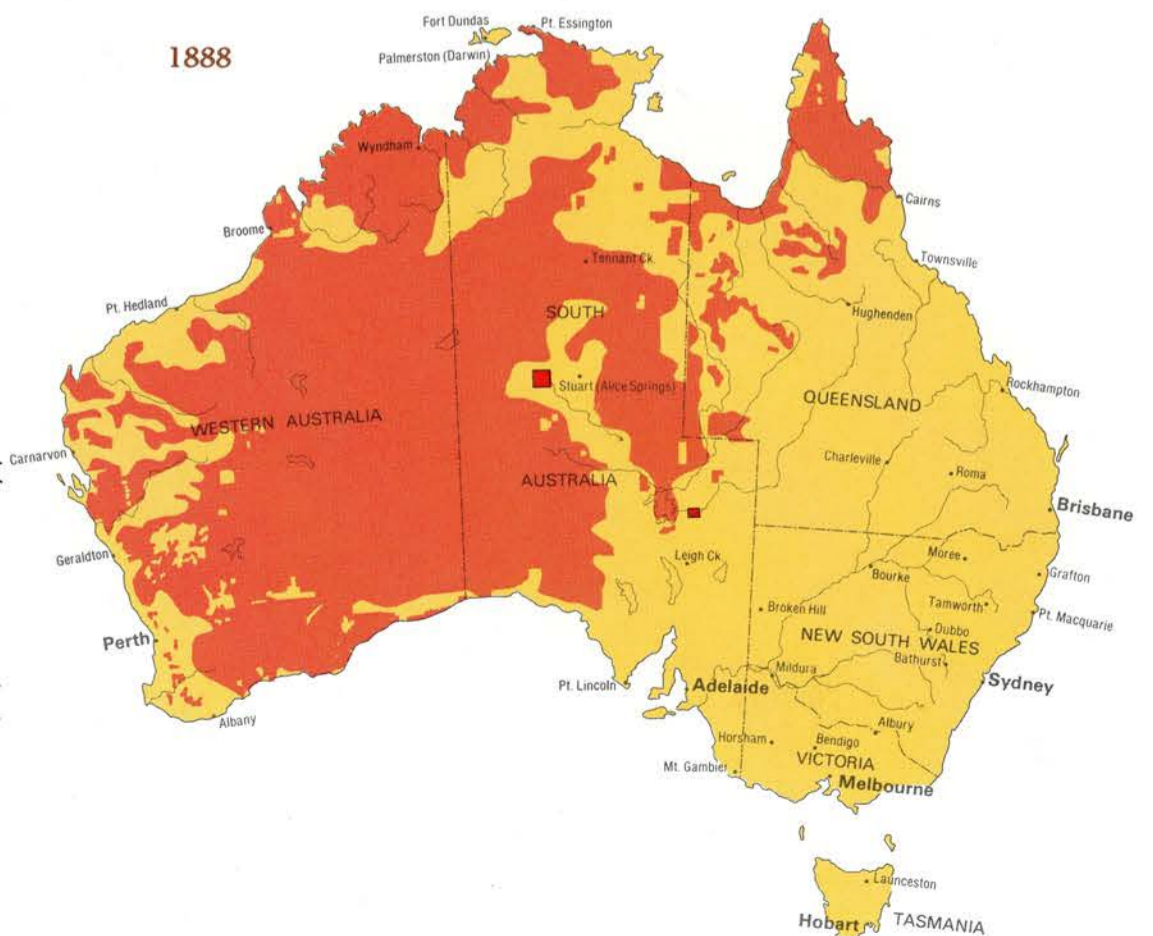 1888
Fort Dundas
Pt. Essington
Palmerston (Darwin)
Wyndham
Cairns
Broome
Townsville
Tennant Ck.
Pt. Hedland
SOUTH
Hughenden
Stuart (Alice Springs)
Rockhampton
QUEENSLAND
WESTERN AUSTRALIA
Carnarvon
Charleville
Roma
AUSTRALIA
Brisbane
Geraldton
Leigh Ck.
Moree
Bourke
Grafton
Tamworth
Broken Hill
Pt. Macquarie
Dubbo
NEW SOUTH WALES
Perth
Bathurst
Mildura
Pt. Lincoln
Adelaide
Sydney
Albany
Albury
Horsham
Bendigo
VICTORIA
Mt. Gambier
Melbourne
Launceston
Hobart
TASMANIA